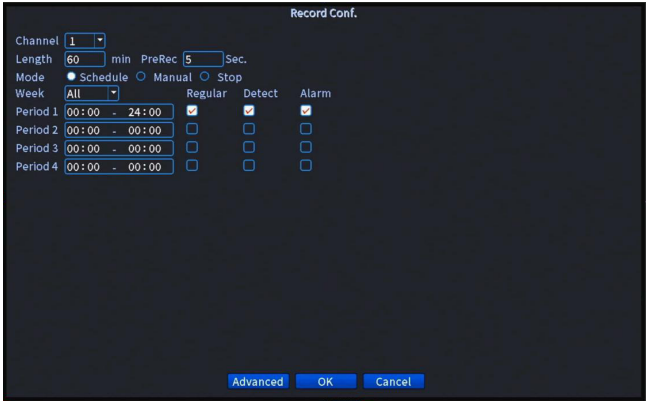 Record Conf.
Channel 1
Length 60 min PreRec 5 Sec.
Mode Schedule Manual Stop
Week All Regular Detect Alarm
Period 1 00:00 - 24:00
Period 2 00:00 - 00:00
Period 3 00:00 - 00:00
Period 4 00:00 - 00:00
Advanced OK Cancel